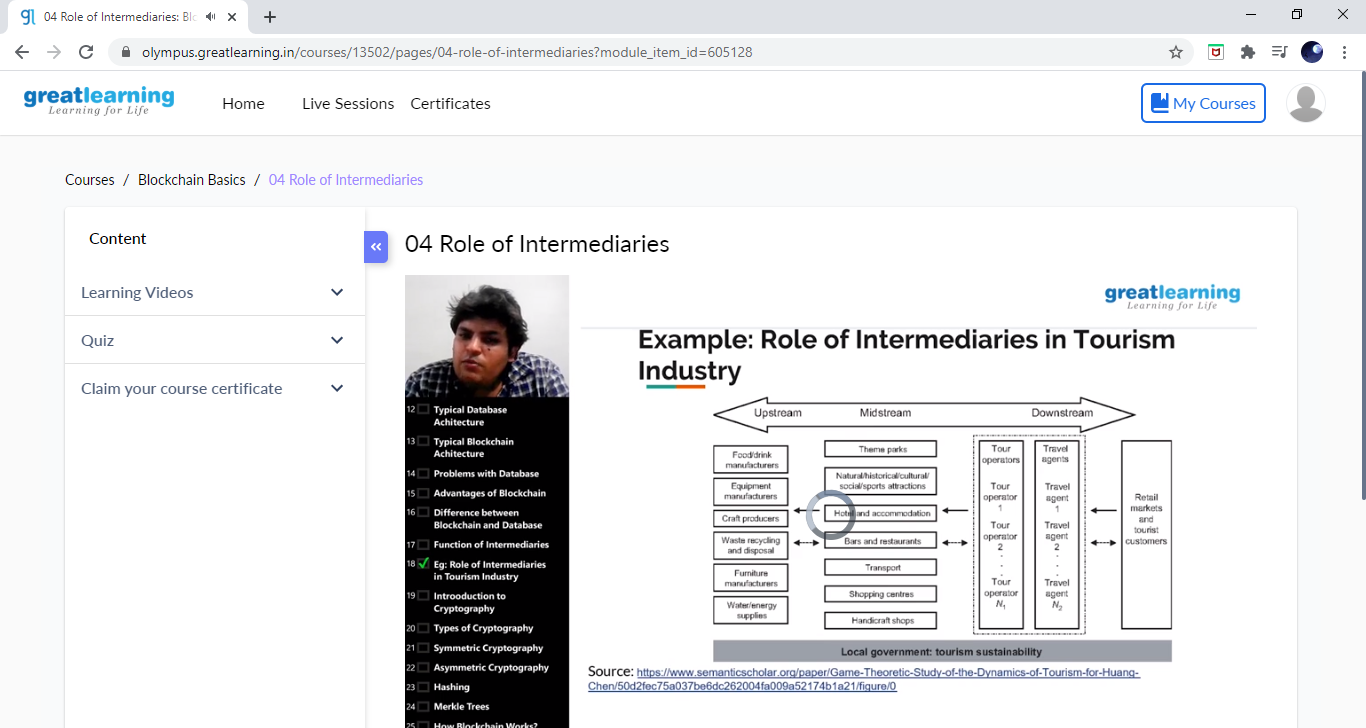 04 Role of Intermediaries: Blo
olympus.greatlearning.in/courses/13502/pages/04-role-of-intermediaries?module_item_id=605128
greatlearning
Learning for Life
Home
Live Sessions
Certificates
My Courses
Courses / Blockchain Basics / 04 Role of Intermediaries
Content
Learning Videos
Quiz
Claim your course certificate
«
04 Role of Intermediaries
12 Typical Database
Achitecture
13 Typical Blockchain
Achitecture
14 Problems with Database
15 Advantages of Blockchain
16 Difference between
Blockchain and Database
17 Function of Intermediaries
18 Eg: Role of Intermediaries
in Tourism Industry
19 Introoduction to
Cryptography
20 Types of Cryptography
21 Symmetric Cryptography
22 Asymmetric Cryptography
23 Hashing
24 Merkle Trees
25 How Blockchain Works?
greatlearning
Learning for Life
Example: Role of Intermediaries in Tourism
Industry
Upstream
Midstream
Downstream
Food/drink
manufacturers
Equipment
manufacturers
Craft producers
Waste recycling
and disposal
Furniture
manufacturers
Water/energy
supplies
Theme parks
Natural/historical/cultural/
social/sports attractions
Hotel and accommodation
Bars and restaurants
Transport
Shopping centres
Handicraft shops
Tour
operators
Tour
operator
1
Tour
operator
2
.
.
.
Tour
operator
N1
Travel
agents
Travel
agent
1
Travel
agent
2
.
.
.
Travel
agent
N2
Retail
markets
and
tourist
customers
Local government: tourism sustainability
Source: https://www.semanticscholar.org/paper/Game-Theoretic-Study-of-the-Dynamics-of-Tourism-for-Huang-
Chen/50d2fec75a037be6dc262004fa009a52174b1a21/figure/0